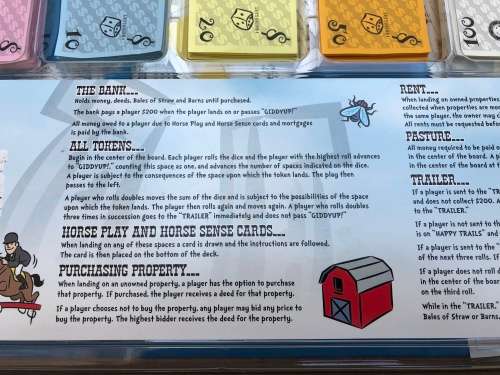 10
20
50
100
THE BANK....
Holds money, deeds, Bales of Straw and Barns until purchased.
The bank pays a player $200 when the player lands on or passes "GIDDYUP!"
All money owed to a player due to Horse Play and Horse Sense cards and mortgages
is paid by the bank.
ALL TOKENS....
Begin in the center of the board. Each player rolls the dice and the player with the highest roll advances
to "GIDDYUP!," counting this space as one, and advances the number of spaces indicated on the dice.
A player is subject to the consequences of the space upon which the token lands. The play then
passes to the left.
A player who rolls doubles moves the sum of the dice and is subject to the possibilities of the space
upon which the token lands. The player then rolls again and moves again. A player who rolls doubles
three times in succession goes to the "TRAILER" immediately and does not pass "GIDDYUP!"
HORSE PLAY AND HORSE SENSE CARDS....
When landing on any of these spaces a card is drawn and the instructions are followed.
The card is then placed on the bottom of the deck.
PURCHASING PROPERTY....
When landing on an unowned property, a player has the option to purchase
that property. If purchased, the player receives a deed for that property.
If a player chooses not to buy the property, any player may bid any price to
buy the property. The highest bidder receives the deed for the property.
RENT....
When landing on owned properties
collected when properties are mo
the same player, the owner may c
All rents must be requested before
PASTURE....
All money required to be paid
in the center of the board. A p
in the center of the board at t
TRAILER....
If a player is sent to the "TR
and does not collect $200. A
to the "TRAILER."
If a player is not sent to th
is on "HAPPY TRAILS" and
If a player is sent to the "
of the next three rolls. If
If a player does not roll d
in the center of the board
on the third roll.
While in the "TRAILER,"
Bales of Straw or Barns,